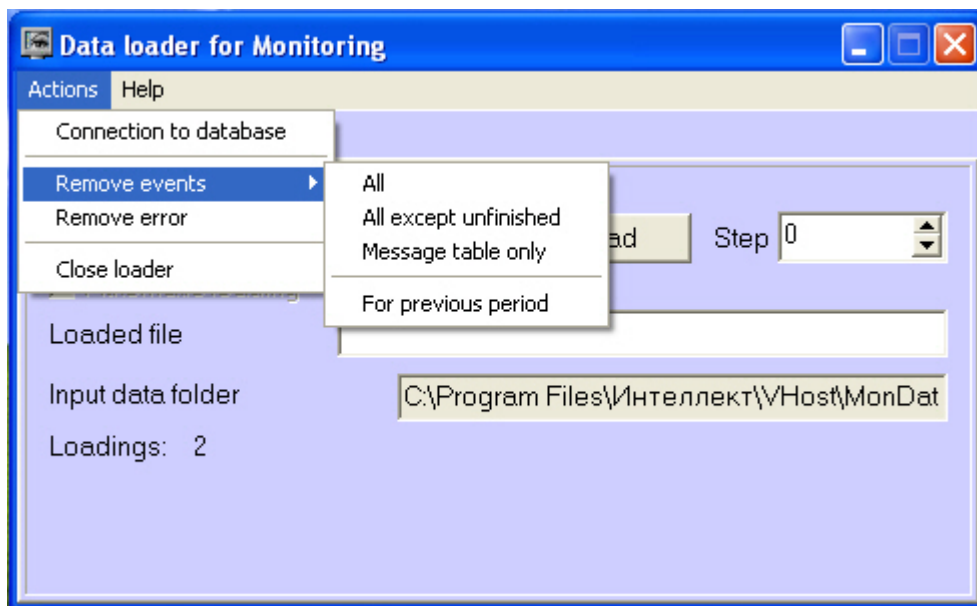 Data loader for Monitoring
Actions Help
Connection to database
Remove events
All
Remove error
All except unfinished
Message table only
ad Step 0
Close loader
For previous period
Loaded file
Input data folder C:\Program Files\Интеллект\VHost\MonDat
Loadings: 2